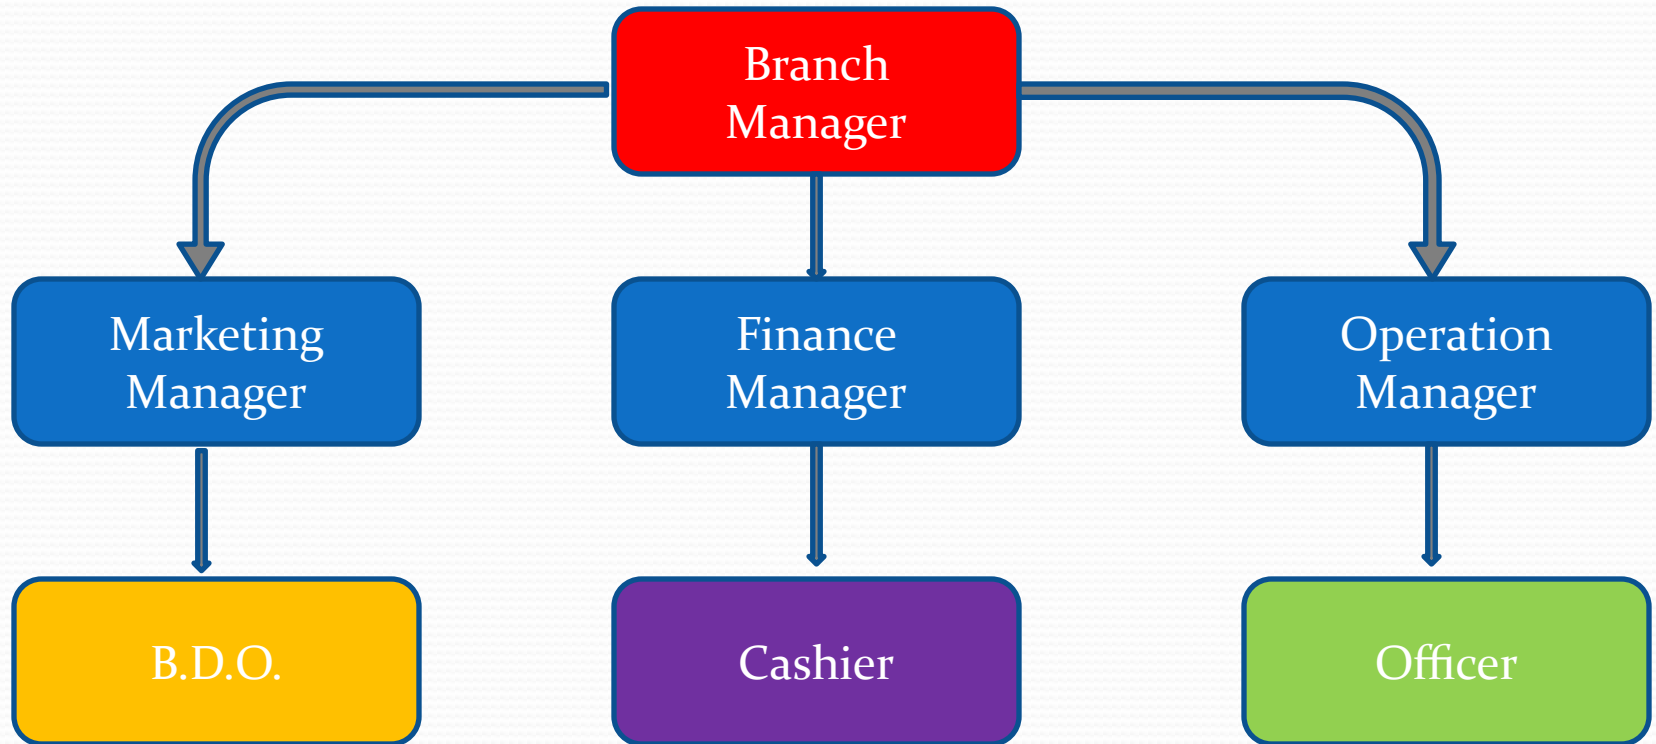 Branch
Manager
Marketing
Manager
Finance
Manager
Operation
Manager
B.D.O.
Cashier
Officer